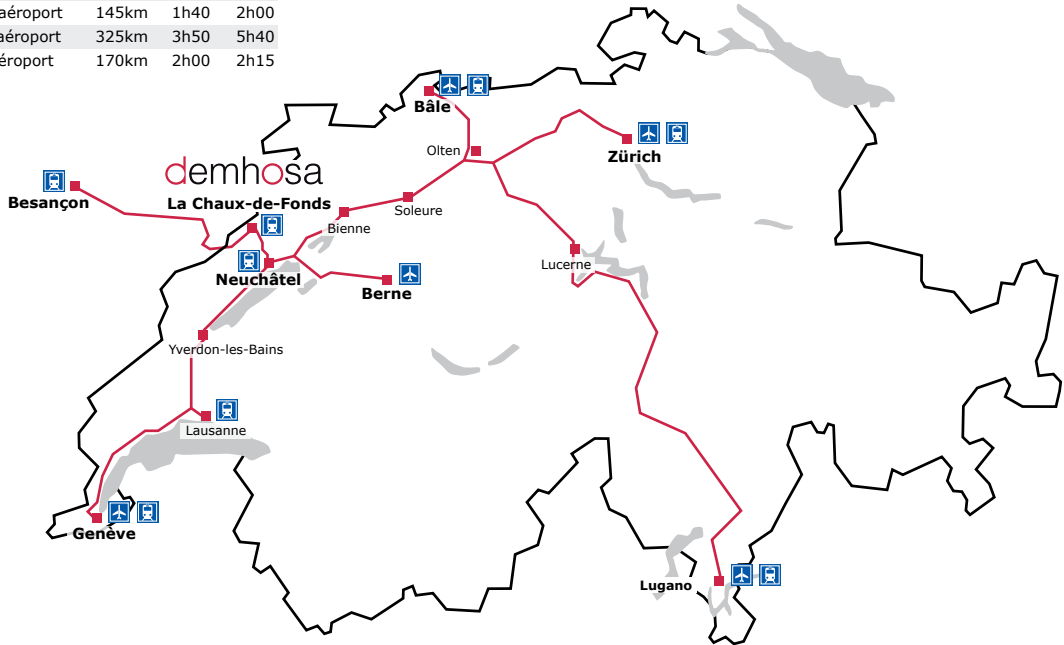 aéroport 145km 1h40 2h00
aéroport 325km 3h50 5h40
éroport 170km 2h00 2h15
Bâle
Olten
Zürich
demhosa
Besançon
La Chaux-de-Fonds
Soleure
Bienne
Lucerne
Neuchâtel
Berne
Yverdon-les-Bains
Lausanne
Genève
Lugano